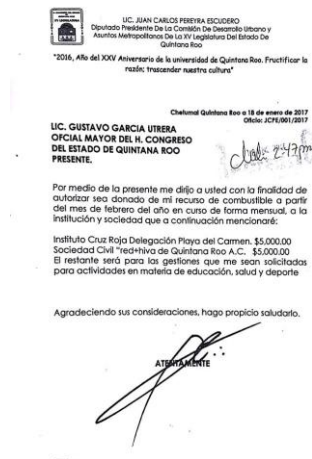 LIC. JUAN CARLOS PEREYRA ESCUDERO
Diputado Presidente De La Comisión De Desarrollo Urbano y
Asuntos Metropolitanos De La XV Legislatura Del Estado De
Quintana Roo
"2016, Año del XXV Aniversario de la universidad de Quintana Roo. Fructificar la
razón; trascender nuestra cultura"
Chetumal Quintana Roo a 18 de enero de 2017
Oficio: JCPE/001/2017
LIC. GUSTAVO GARCIA UTRERA
OFCIAL MAYOR DEL H. CONGRESO
DEL ESTADO DE QUINTANA ROO
PRESENTE.
2:47pm
Por medio de la presente me dirijo a usted con la finalidad de
autorizar sea donado de mi recurso de combustible a partir
del mes de febrero del año en curso de forma mensual, a la
institución y sociedad que a continuación mencionaré:
Instituto Cruz Roja Delegación Playa del Carmen. $5,000.00
Sociedad Civil "red+hiva de Quintana Roo A.C. $5,000.00
El restante será para las gestiones que me sean solicitadas
para actividades en materia de educación, salud y deporte
Agradeciendo sus consideraciones, hago propicio saludarlo.
ATENTAMENTE